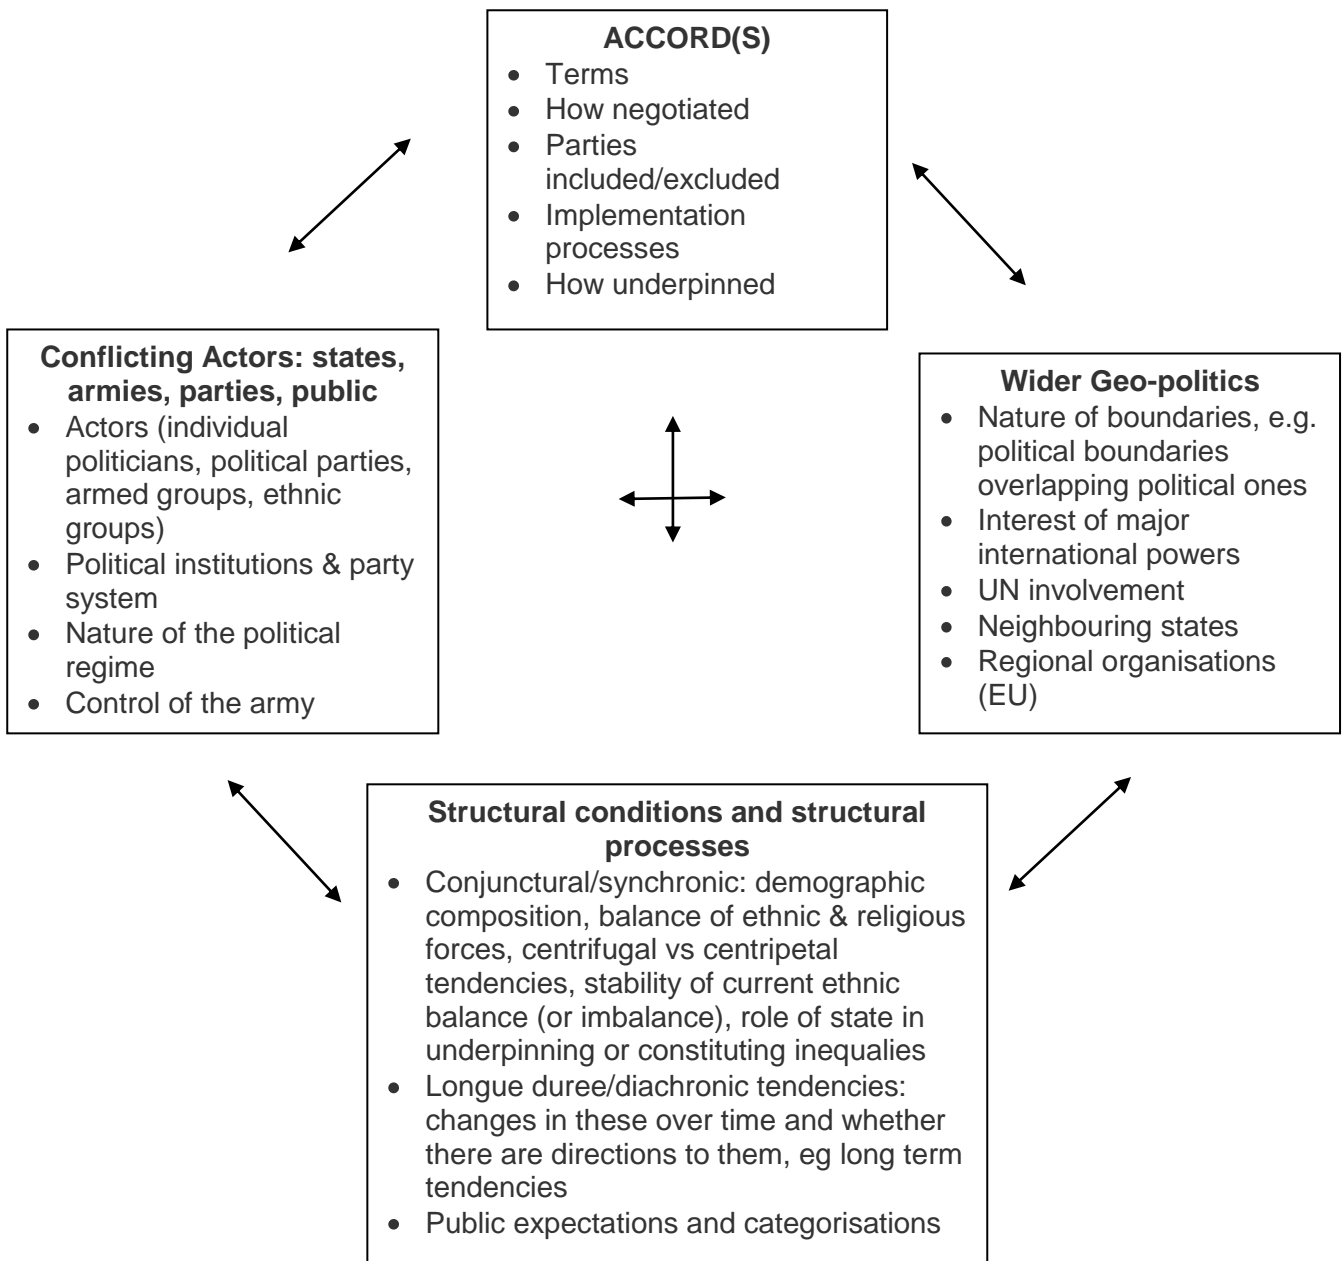 ACCORD(S)
• Terms
• How negotiated
• Parties
included/excluded
• Implementation
processes
• How underpinned
Conflicting Actors: states,
armies, parties, public
• Actors (individual
politicians, political parties,
armed groups, ethnic
groups)
• Political institutions & party
system
• Nature of the political
regime
• Control of the army
Wider Geo-politics
• Nature of boundaries, e.g.
political boundaries
overlapping political ones
• Interest of major
international powers
• UN involvement
• Neighbouring states
• Regional organisations
(EU)
Structural conditions and structural
processes
• Conjunctural/synchronic: demographic
composition, balance of ethnic & religious
forces, centrifugal vs centripetal
tendencies, stability of current ethnic
balance (or imbalance), role of state in
underpinning or constituting inequalies
• Longue duree/diachronic tendencies:
changes in these over time and whether
there are directions to them, eg long term
tendencies
• Public expectations and categorisations